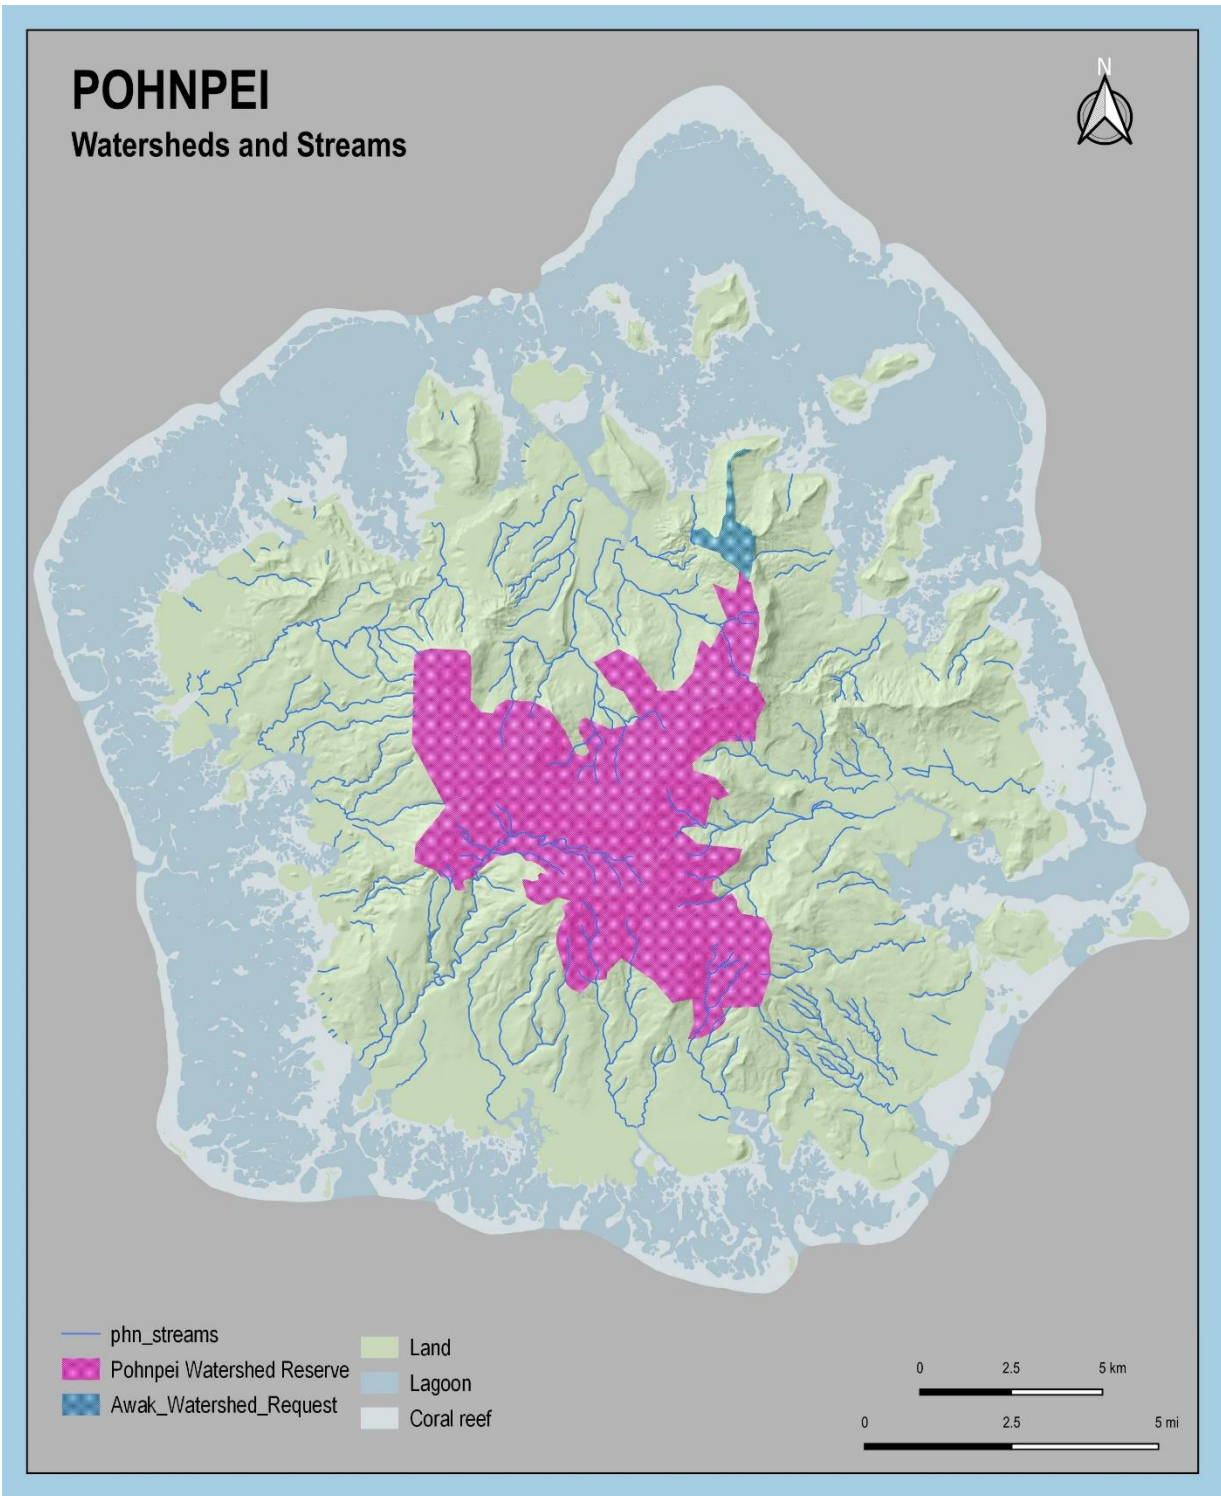 POHNPEI
Watersheds and Streams
N
phn_streams
Pohnpei Watershed Reserve
Awak_Watershed_Request
Land
Lagoon
Coral reef
0 2.5 5 km
0 2.5 5 mi